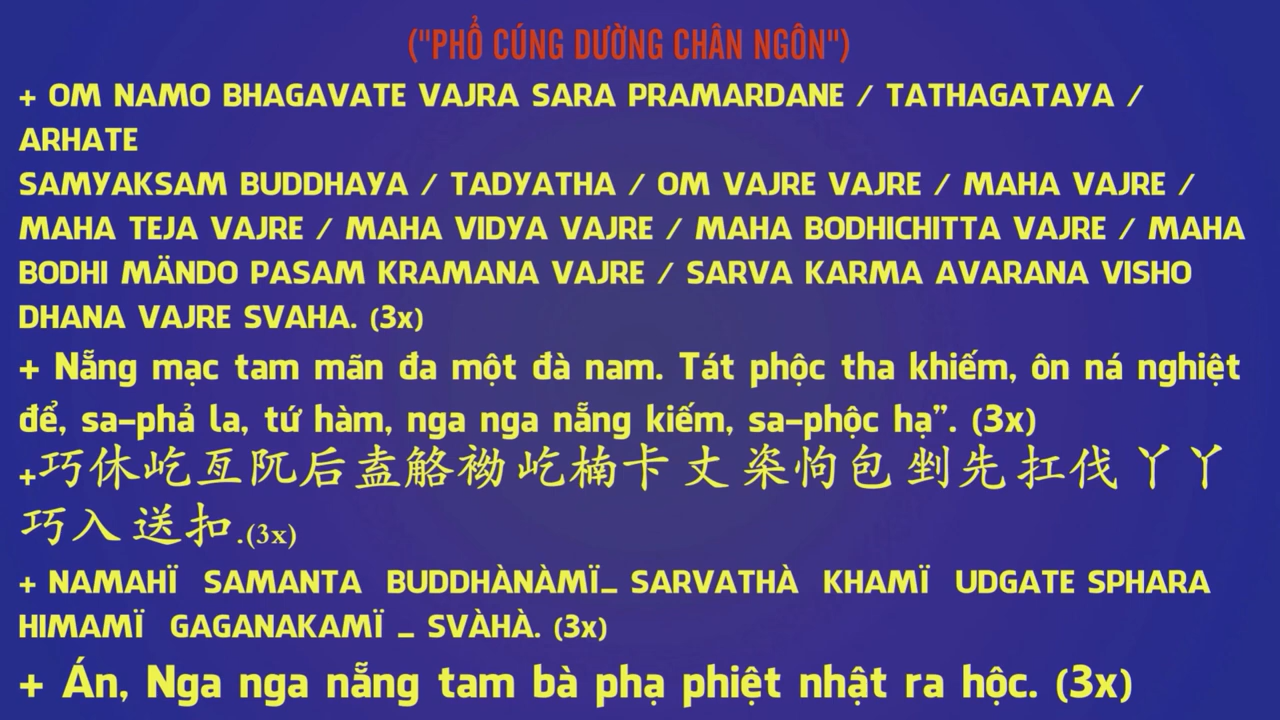 ("PHỔ CÚNG DƯỜNG CHÂN NGÔN")
+ OM NAMO BHAGAVATE VAJRA SARA PRAMARDANE / TATHAGATAYA /
ARHATE
SAMYAKSAM BUDDHAYA / TADYATHA / OM VAJRE VAJRE / MAHA VAJRE /
MAHA TEJA VAJRE / MAHA VIDYA VAJRE / MAHA BODHICHITTA VAJRE / MAHA
BODHI MÄNDO PASAM KRAMANA VAJRE / SARVA KARMA AVARANA VISHO
DHANA VAJRE SVAHA. (3x)
+ Nẵng mạc tam mãn đa một đà nam. Tát phộc tha khiếm, ôn ná nghiệt
để, sa-phả la, tứ hàm, nga nga nẵng kiếm, sa-phộc hạ”. (3x)
+巧休屹亙阢后盍觡袎屹楠卡丈栥怐包剉先扛伐丫丫
巧入送扣.(3x)
+ NAMAHÏ SAMANTA BUDDHÀNÀMÏ_ SARVATHÀ KHAMÏ UDGATE SPHARA
HIMAMÏ GAGANAKAMÏ _ SVÀHÀ. (3x)
+ Án, Nga nga nẵng tam bà phạ phiệt nhật ra hộc. (3x)